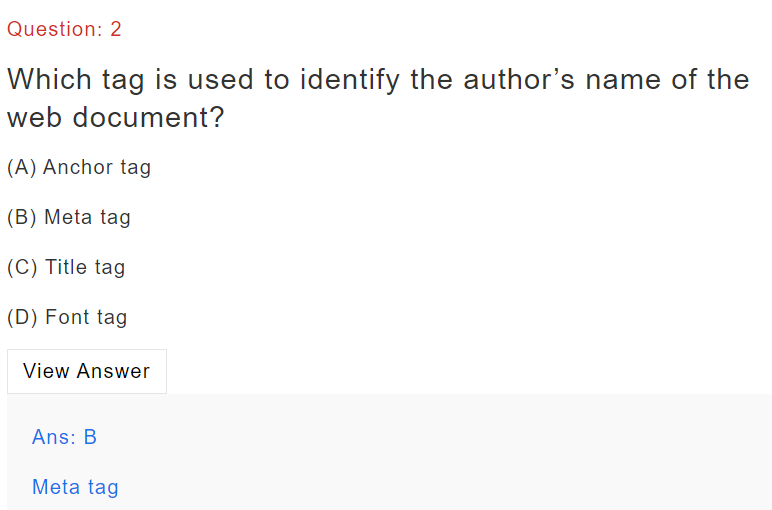 Question: 2
Which tag is used to identify the author’s name of the
web document?
(A) Anchor tag
(B) Meta tag
(C) Title tag
(D) Font tag
View Answer
Ans: B
Meta tag